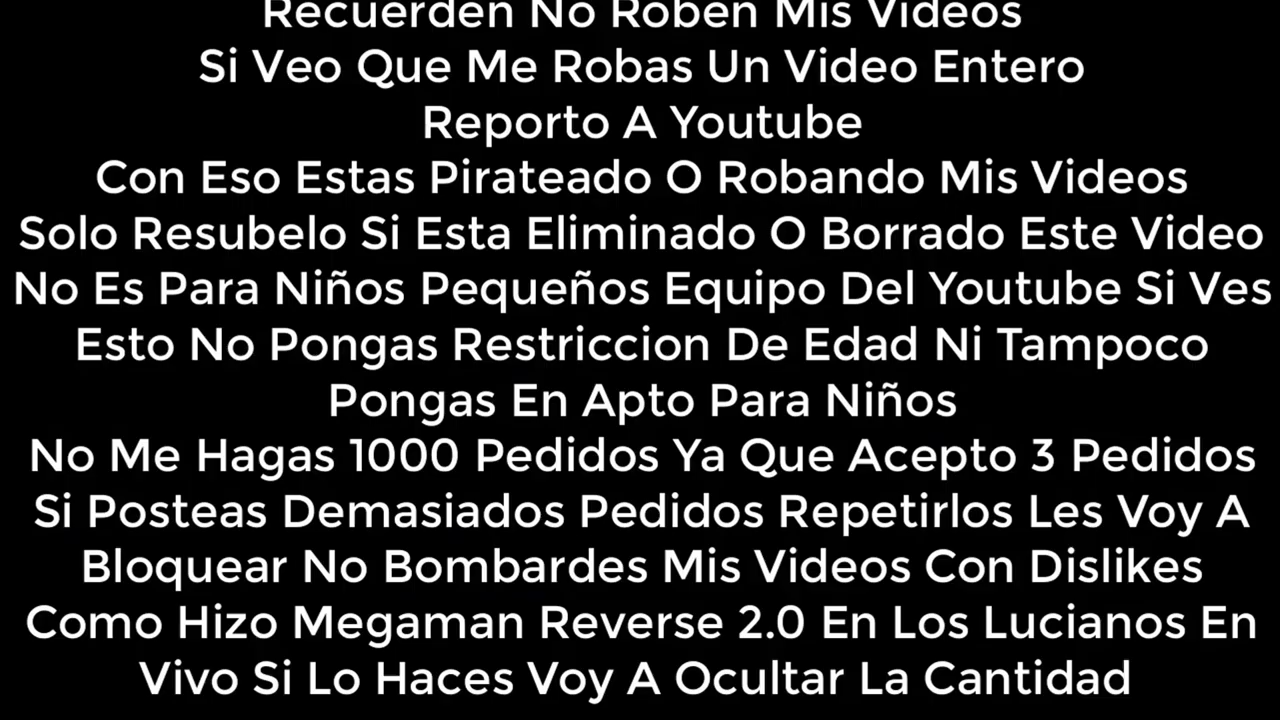 Recuerden No Roben Mis Videos
Si Veo Que Me Robas Un Video Entero
Reporto A Youtube
Con Eso Estas Pirateado O Robando Mis Videos
Solo Resubelo Si Esta Eliminado O Borrado Este Video
No Es Para Niños Pequeños Equipo Del Youtube Si Ves
Esto No Pongas Restriccion De Edad Ni Tampoco
Pongas En Apto Para Niños
No Me Hagas 1000 Pedidos Ya Que Acepto 3 Pedidos
Si Posteas Demasiados Pedidos Repetirlos Les Voy A
Bloquear No Bombardes Mis Videos Con Dislikes
Como Hizo Megaman Reverse 2.0 En Los Lucianos En
Vivo Si Lo Haces Voy A Ocultar La Cantidad